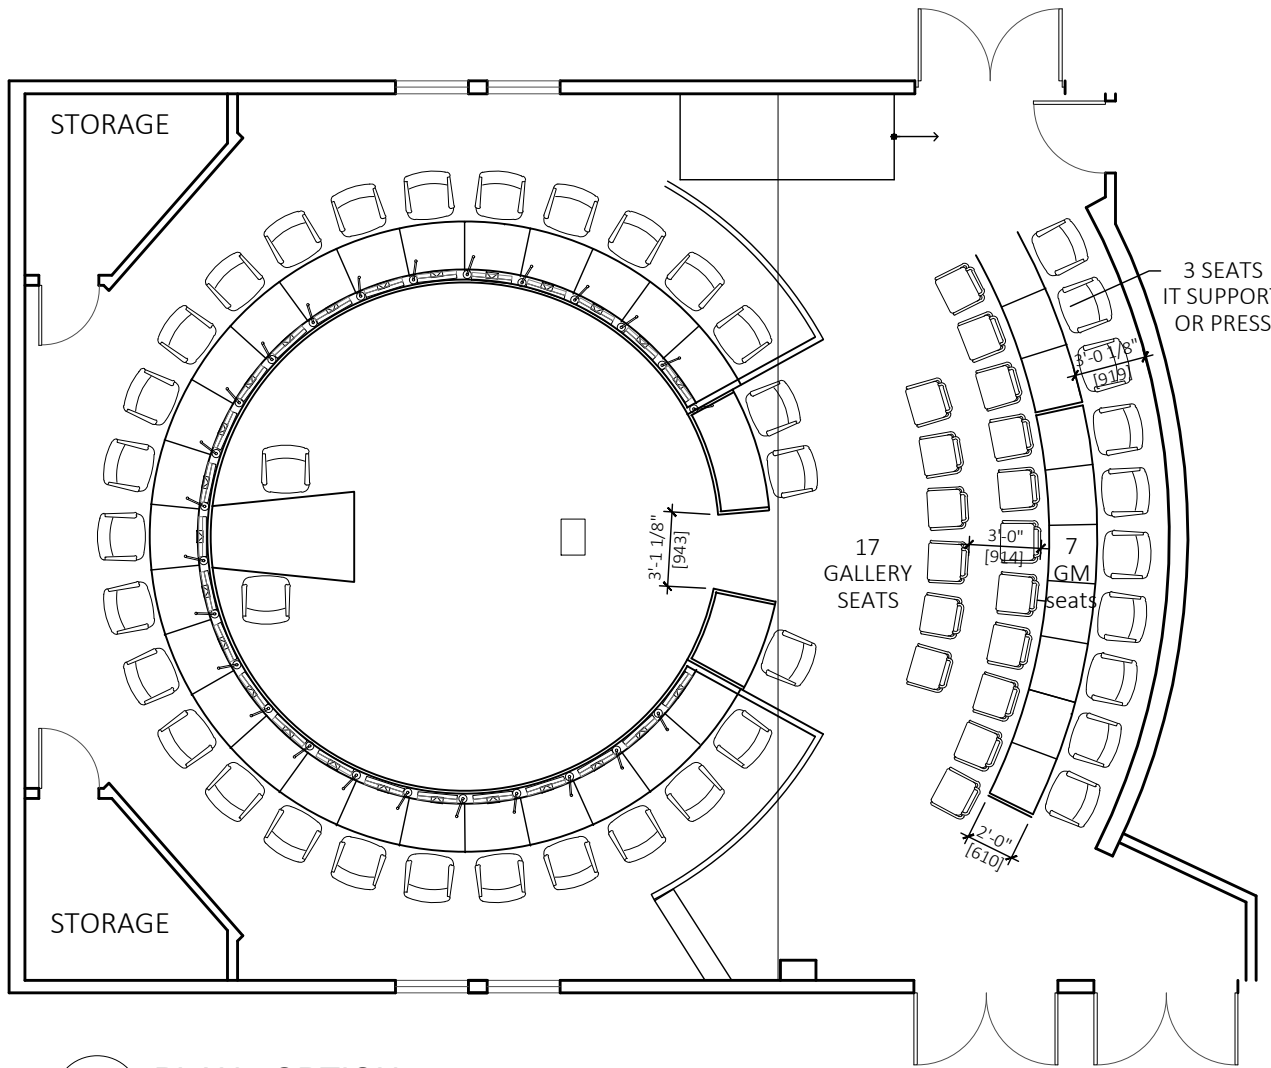 STORAGE
3 SEATS
IT SUPPORT
OR PRESS
3'-0 1/8"
[919]
3'-1 1/8"
[943]
17
GALLERY
SEATS
3'-0"
[914]
7
GM
seats
2'-0"
[610]
STORAGE